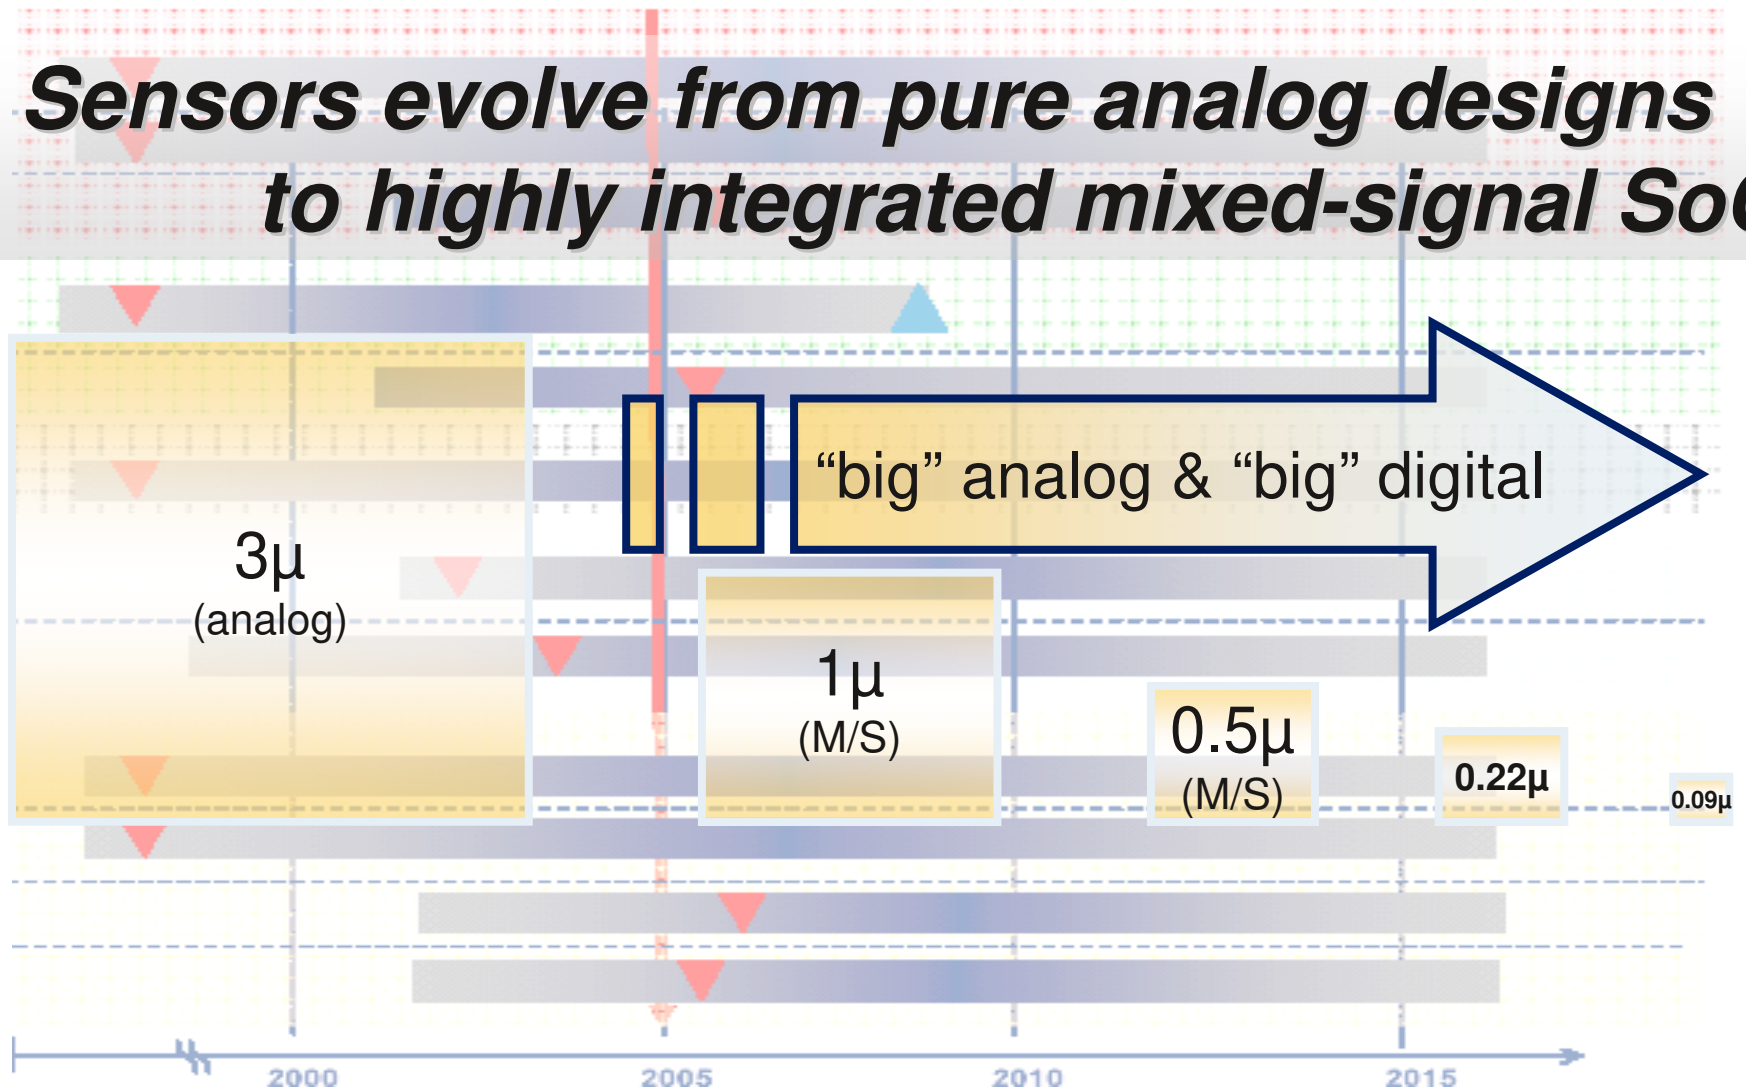 Sensors evolve from pure analog designs
to highly integrated mixed-signal
“big” analog & “big” digital
3µ
(analog)
1µ
(M/S)
0.5µ
(M/S)
0.22µ
0.09µ
2000 2005 2010 2015